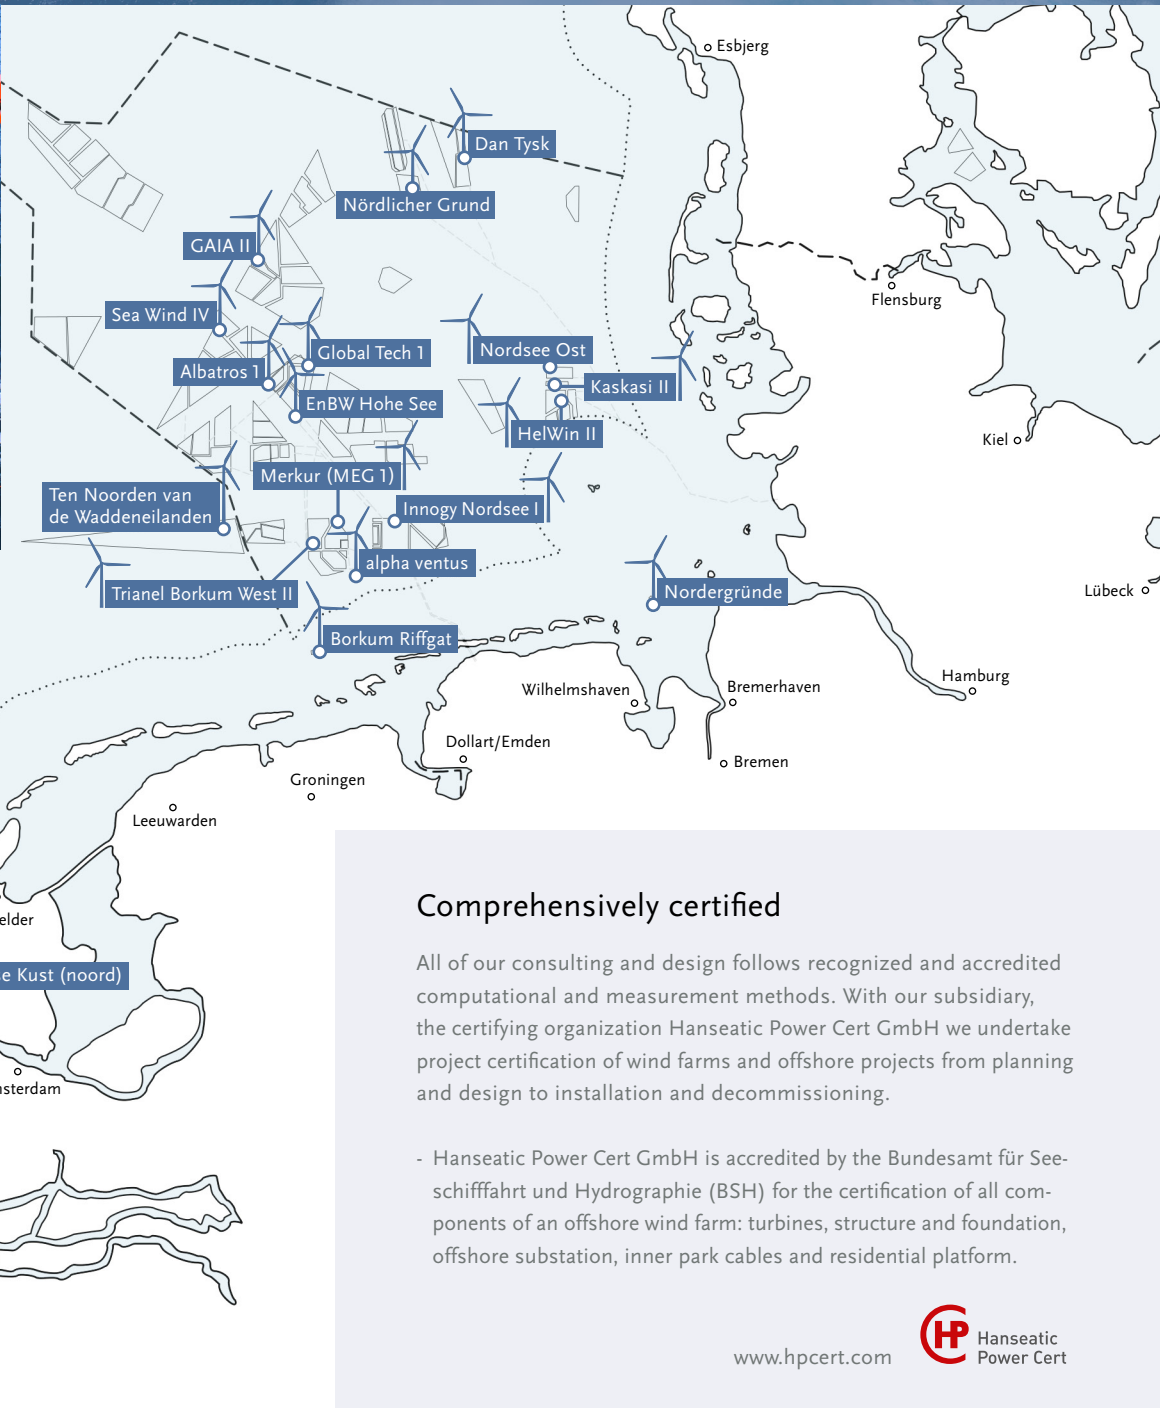 Esbjerg
Dan Tysk
Nördlicher Grund
GAIA II
Flensburg
Sea Wind IV
Global Tech 1
Nordsee Ost
Albatros 1
Kaskasi II
EnBW Hohe See
HelWin II
Kiel
Merkur (MEG 1)
Ten Noorden van
de Waddeneilanden
Innogy Nordsee I
alpha ventus
Trianel Borkum West II
Nordergründe
Lübeck
Borkum Riffgat
Hamburg
Wilhelmshaven
Bremerhaven
Dollart/Emden
Bremen
Groningen
Leeuwarden
elder
e Kust (noord)
sterdam
Comprehensively certified
All of our consulting and design follows recognized and accredited
computational and measurement methods. With our subsidiary,
the certifying organization Hanseatic Power Cert GmbH we undertake
project certification of wind farms and offshore projects from planning
and design to installation and decommissioning.
- Hanseatic Power Cert GmbH is accredited by the Bundesamt für See-
schifffahrt und Hydrographie (BSH) for the certification of all com-
ponents of an offshore wind farm: turbines, structure and foundation,
offshore substation, inner park cables and residential platform.
www.hpcert.com
HP
Hanseatic
Power Cert